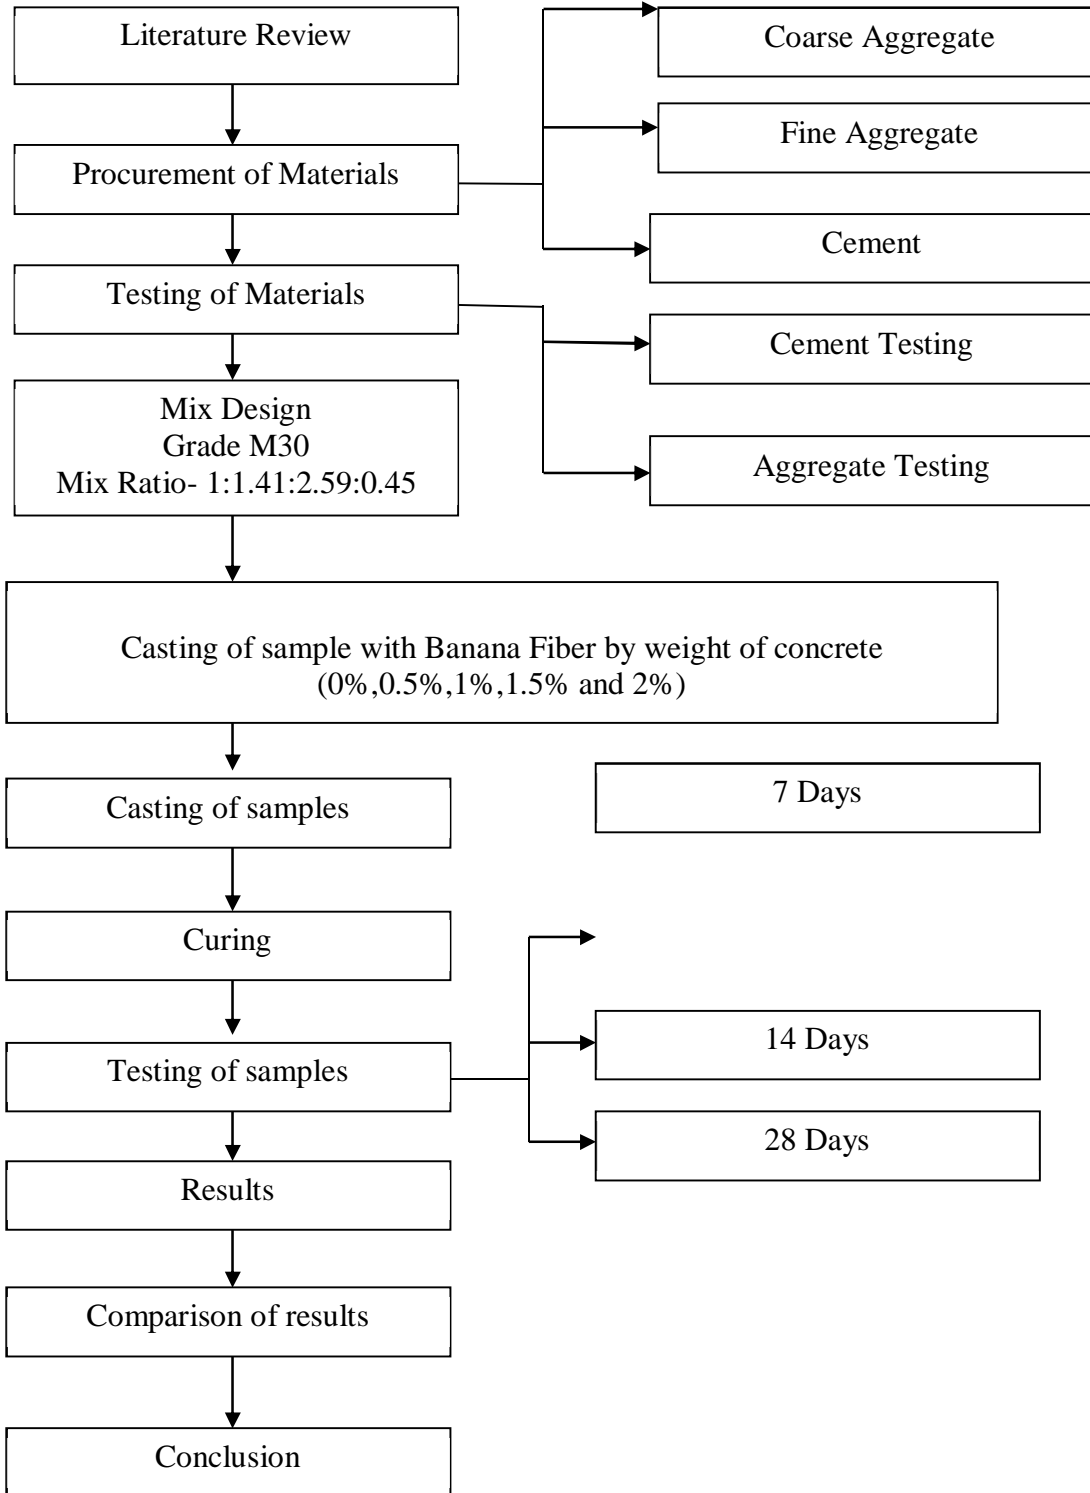 Literature Review
Coarse Aggregate
Fine Aggregate
Procurement of Materials
Cement
Testing of Materials
Cement Testing
Mix Design
Grade M30
Mix Ratio- 1:1.41:2.59:0.45
Aggregate Testing
Casting of sample with Banana Fiber by weight of concrete
(0%,0.5%,1%,1.5% and 2%)
7 Days
Casting of samples
Curing
14 Days
Testing of samples
28 Days
Results
Comparison of results
Conclusion